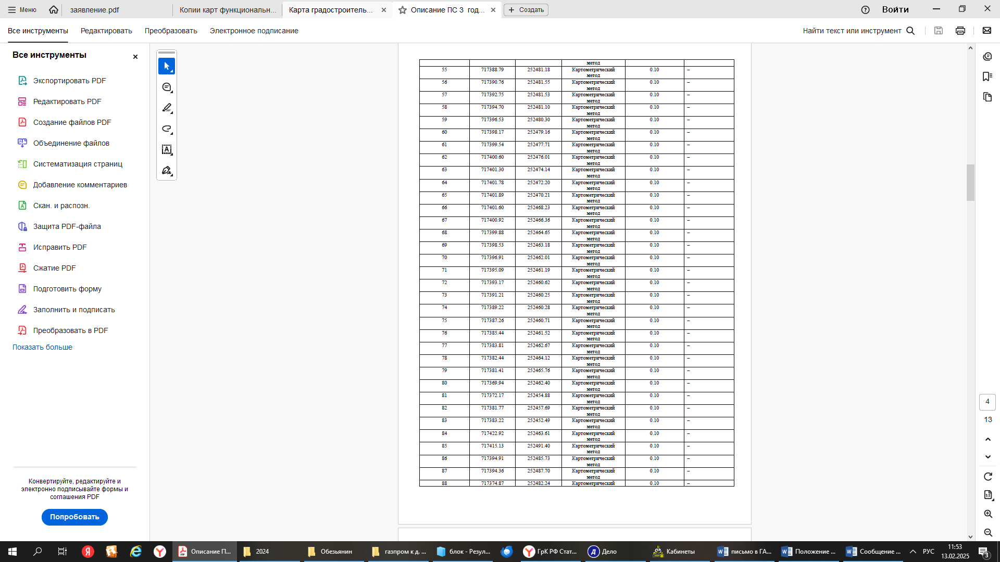 Меню
заявление.pdf
Копии карт функциональн...
Карта градостроитель...
Описание ПС 3 год...
Создать
Войти
Все инструменты
Редактировать
Преобразовать
Электронное подписание
Найти текст или инструмент
Все инструменты
Экспортировать PDF
Редактировать PDF
Создание файлов PDF
Объединение файлов
Систематизация страниц
Добавление комментариев
Скан. и распозн.
Защита PDF-файла
Исправить PDF
Сжатие PDF
Подготовить форму
Заполнить и подписать
Преобразовать в PDF
Показать больше
Конвертируйте, редактируйте и
электронно подписывайте формы и
соглашения PDF
Попробовать
метод
55 717388.79 252481.18 Картометрический метод 0.10 –
56 717390.76 252481.55 Картометрический метод 0.10 –
57 717392.75 252481.53 Картометрический метод 0.10 –
58 717394.70 252481.10 Картометрический метод 0.10 –
59 717396.53 252480.30 Картометрический метод 0.10 –
60 717398.17 252479.16 Картометрический метод 0.10 –
61 717399.54 252477.71 Картометрический метод 0.10 –
62 717400.60 252476.01 Картометрический метод 0.10 –
63 717401.30 252474.14 Картометрический метод 0.10 –
64 717401.78 252472.20 Картометрический метод 0.10 –
65 717401.89 252470.21 Картометрический метод 0.10 –
66 717401.60 252468.23 Картометрический метод 0.10 –
67 717400.92 252466.36 Картометрический метод 0.10 –
68 717399.88 252464.65 Картометрический метод 0.10 –
69 717398.53 252463.18 Картометрический метод 0.10 –
70 717396.91 252462.01 Картометрический метод 0.10 –
71 717395.09 252461.19 Картометрический метод 0.10 –
72 717393.17 252460.62 Картометрический метод 0.10 –
73 717391.21 252460.25 Картометрический метод 0.10 –
74 717389.22 252460.28 Картометрический метод 0.10 –
75 717387.26 252460.71 Картометрический метод 0.10 –
76 717385.44 252461.52 Картометрический метод 0.10 –
77 717383.81 252462.67 Картометрический метод 0.10 –
78 717382.44 252464.12 Картометрический метод 0.10 –
79 717381.41 252465.76 Картометрический метод 0.10 –
80 717369.94 252462.40 Картометрический метод 0.10 –
81 717372.17 252454.88 Картометрический метод 0.10 –
82 717381.77 252457.69 Картометрический метод 0.10 –
83 717383.22 252452.49 Картометрический метод 0.10 –
84 717422.92 252463.61 Картометрический метод 0.10 –
85 717415.13 252491.40 Картометрический метод 0.10 –
86 717394.91 252485.73 Картометрический метод 0.10 –
87 717394.36 252487.70 Картометрический метод 0.10 –
88 717374.87 252482.24 Картометрический 0.10 –
4
13
Описание П...
2024
Обезьянин
газпром к д. ...
блок - Резул...
ГрК РФ Стат...
Дело
Кабинеты
письмо в ГА...
Положение ...
Сообщение ...
РУС
11:53
13.02.2025
3